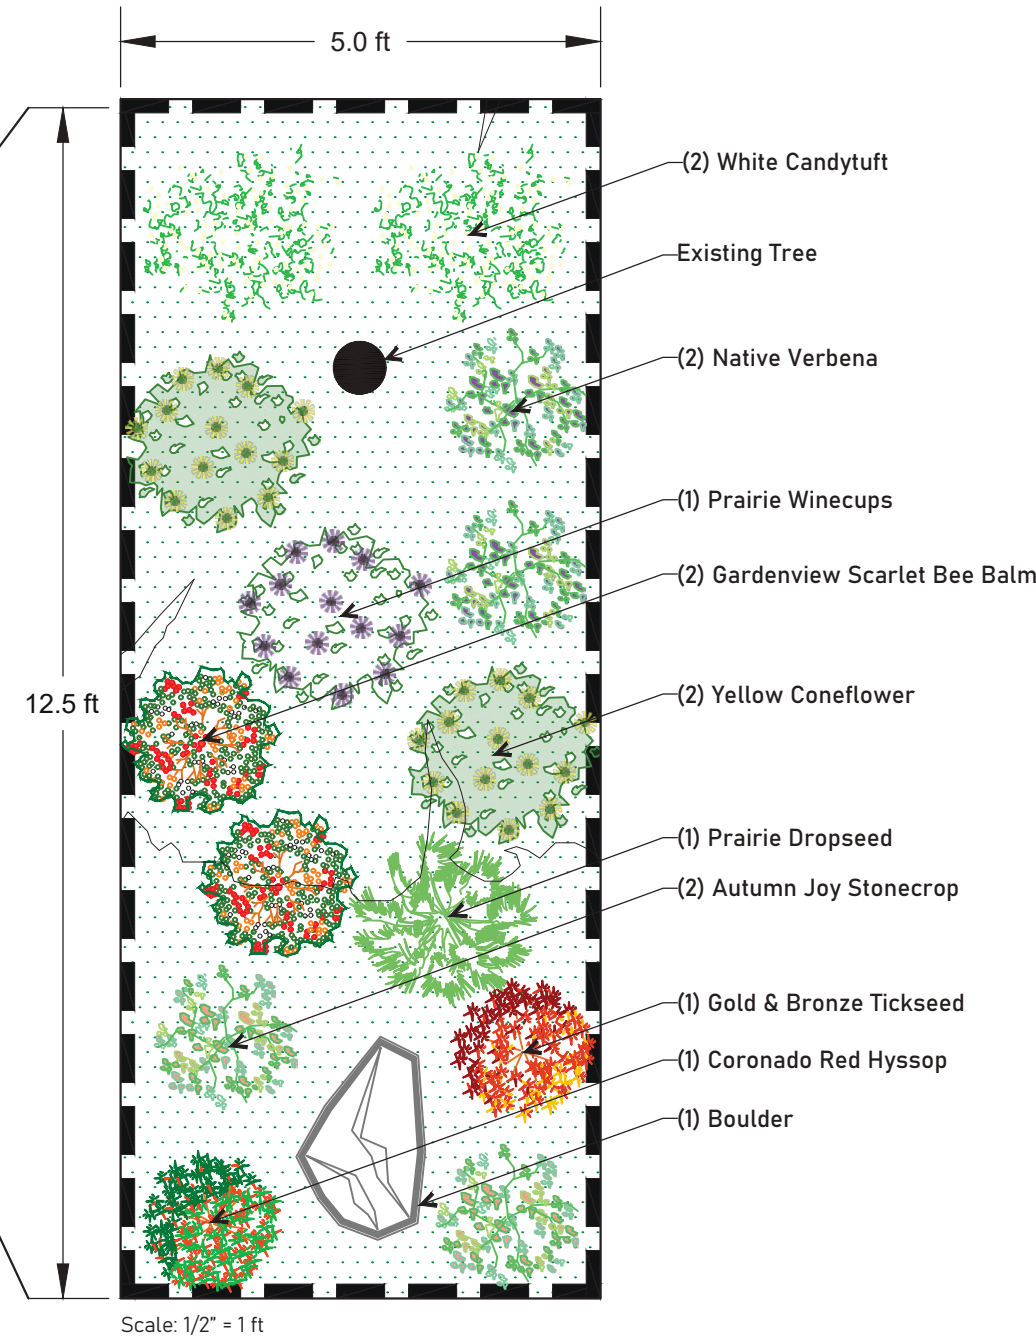 5.0 ft
(2) White Candytuft
Existing Tree
(2) Native Verbena
(1) Prairie Winecups
(2) Gardenview Scarlet Bee Balm
(2) Yellow Coneflower
12.5 ft
(1) Prairie Dropseed
(2) Autumn Joy Stonecrop
(1) Gold & Bronze Tickseed
(1) Coronado Red Hyssop
(1) Boulder
Scale: 1/2” = 1 ft